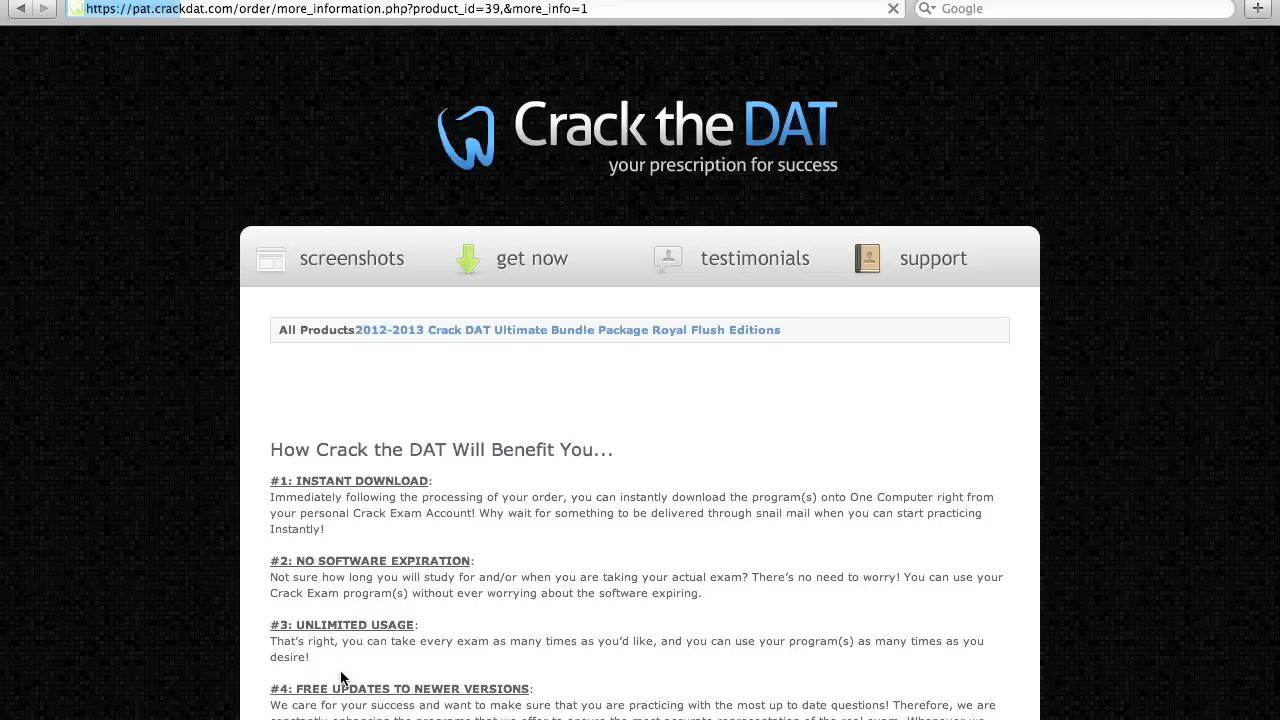 https://pat.crackdat.com/order/more_information.php?product_id=39,&more_info=1
Google
Crack the DAT
your prescription for success
screenshots get now testimonials support
All Products2012-2013 Crack DAT Ultimate Bundle Package Royal Flush Editions
How Crack the DAT Will Benefit You...
#1: INSTANT DOWNLOAD:
Immediately following the processing of your order, you can instantly download the program(s) onto One Computer right from
your personal Crack Exam Account! Why wait for something to be delivered through snail mail when you can start practicing
Instantly!
#2: NO SOFTWARE EXPIRATION:
Not sure how long you will study for and/or when you are taking your actual exam? There's no need to worry! You can use your
Crack Exam program(s) without ever worrying about the software expiring.
#3: UNLIMITED USAGE:
That's right, you can take every exam as many times as you'd like, and you can use your program(s) as many times as you
desire!
#4: FREE UPDATES TO NEWER VERSIONS:
We care for your success and want to make sure that you are practicing with the most up to date questions! Therefore, we are